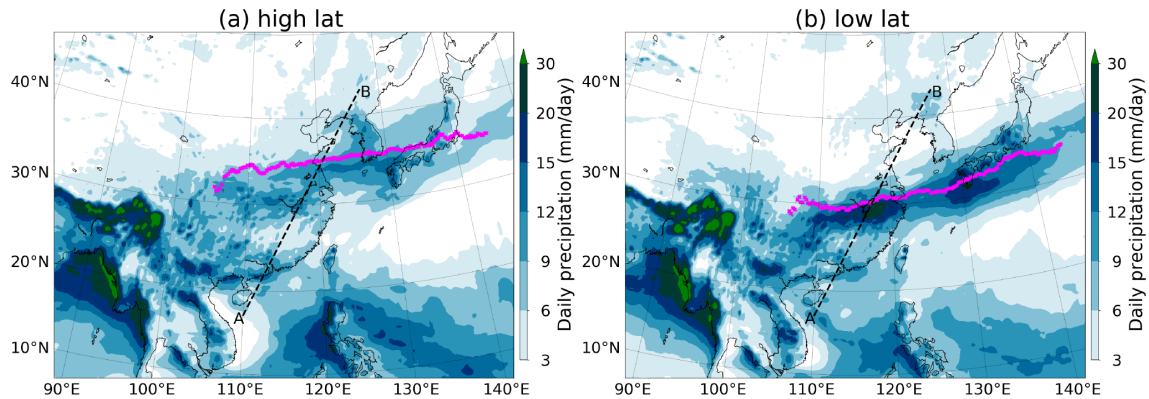 (a) high lat
(b) low lat
40°N
30°N
20°N
10°N
90°E
100°E
110°E
120°E
130°E
140°E
A
B
30
20
15
12
9
6
3
Daily precipitation (mm/day)
40°N
30°N
20°N
10°N
90°E
100°E
110°E
120°E
130°E
140°E
A
B
30
20
15
12
9
6
3
Daily precipitation (mm/day)